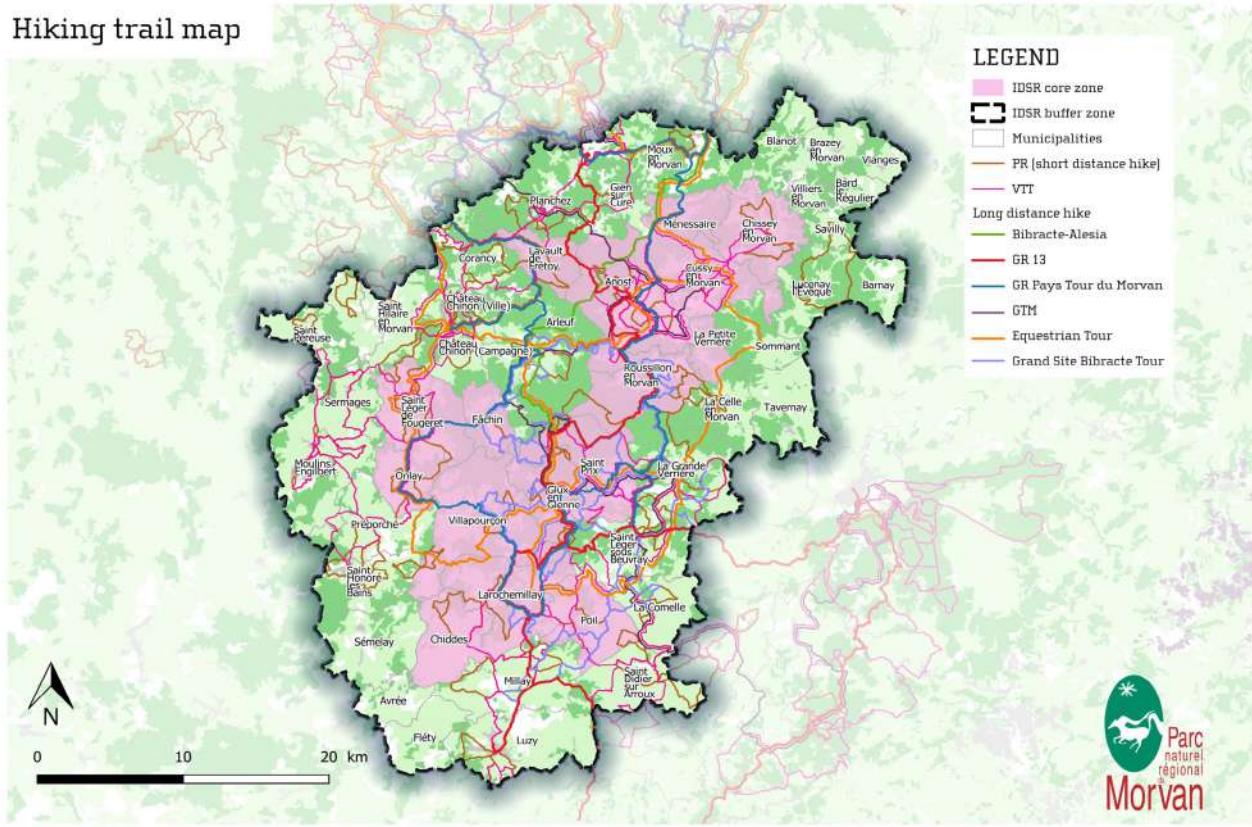 Hiking trail map
LEGEND
IDSR core zone
IDSR buffer zone
Municipalities
PR (short distance hike)
VTT
Long distance hike
Bibracte-Alesia
GR 13
GR Pays Tour du Morvan
GTM
Equestrian Tour
Grand Site Bibracte Tour
Blanot
Brazey
en
Morvan
Vianges
Moux
en
Morvan
Gien
sur
Cure
Villiers
en
Morvan
Bard
le
Régulier
Planchez
Ménessaire
Chissey
en
Morvan
Savilly
Corancy
Lavault
de
Frétoy
Anost
Cussy
en
Morvan
Lucenay
l'Evêque
Barnay
Saint
Hilaire
en
Morvan
Château
Chinon (Ville)
Arleuf
Saint
Péreuse
Château
Chinon (Campagne)
La Petite
Verrière
Sommant
Roussillon
en
Morvan
Sermages
Saint
Léger
de
Fougeret
Fâchin
La Celle
en
Morvan
Tavernay
Moulins
Engilbert
Onlay
Saint
Prix
La Grande
Verrière
Glux
en
Glenne
Préporché
Villapourçon
Saint
Léger
sous
Beuvray
Saint
Honoré
les
Bains
Larochemillay
La Comelle
Poil
Sémelay
Chiddes
Millay
Saint
Didier
sur
Arroux
Avrée
Fléty
Luzy
N
0 10 20 km
Parc
naturel
régional
du
Morvan